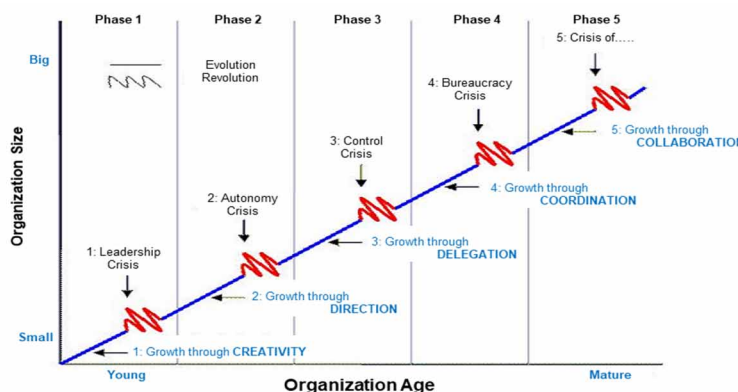 Phase 1
Phase 2
Phase 3
Phase 4
Phase 5
5: Crisis of.....
Big
Evolution
Revolution
4: Bureaucracy
Crisis
3: Control
Crisis
5: Growth through
COLLABORATION
2: Autonomy
Crisis
4: Growth through
COORDINATION
Organization Size
1: Leadership
Crisis
3: Growth through
DELEGATION
2: Growth through
DIRECTION
Small
1: Growth through CREATIVITY
Young
Mature
Organization Age